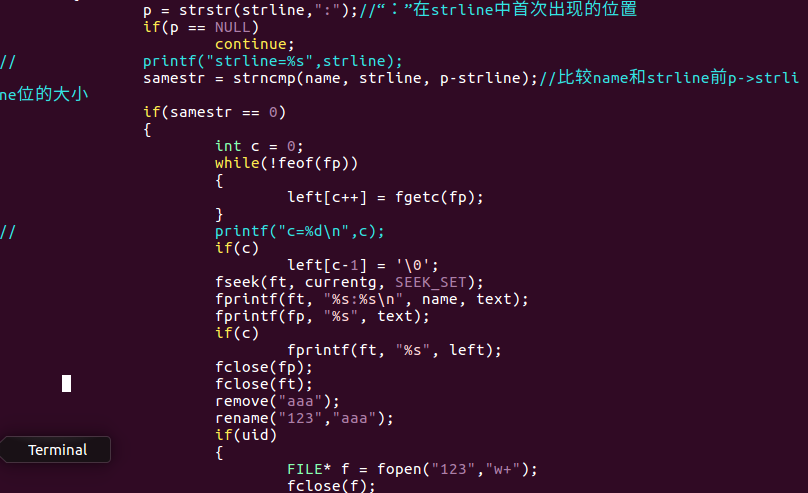 p = strstr(strline,":");//“：”在strline中首次出现的位置
if(p == NULL)
continue;
// printf("strline=%s",strline);
samestr = strncmp(name, strline, p-strline);//比较name和strline前p->strli
ne位的大小
if(samestr == 0)
{
int c = 0;
while(!feof(fp))
{
left[c++] = fgetc(fp);
}
// printf("c=%d\n",c);
if(c)
left[c-1] = '\0';
fseek(ft, currentg, SEEK_SET);
fprintf(ft, "%s:%s\n", name, text);
fprintf(fp, "%s", text);
if(c)
fprintf(ft, "%s", left);
fclose(fp);
fclose(ft);
remove("aaa");
rename("123","aaa");
if(uid)
Terminal
{
FILE* f = fopen("123","w+");
fclose(f);